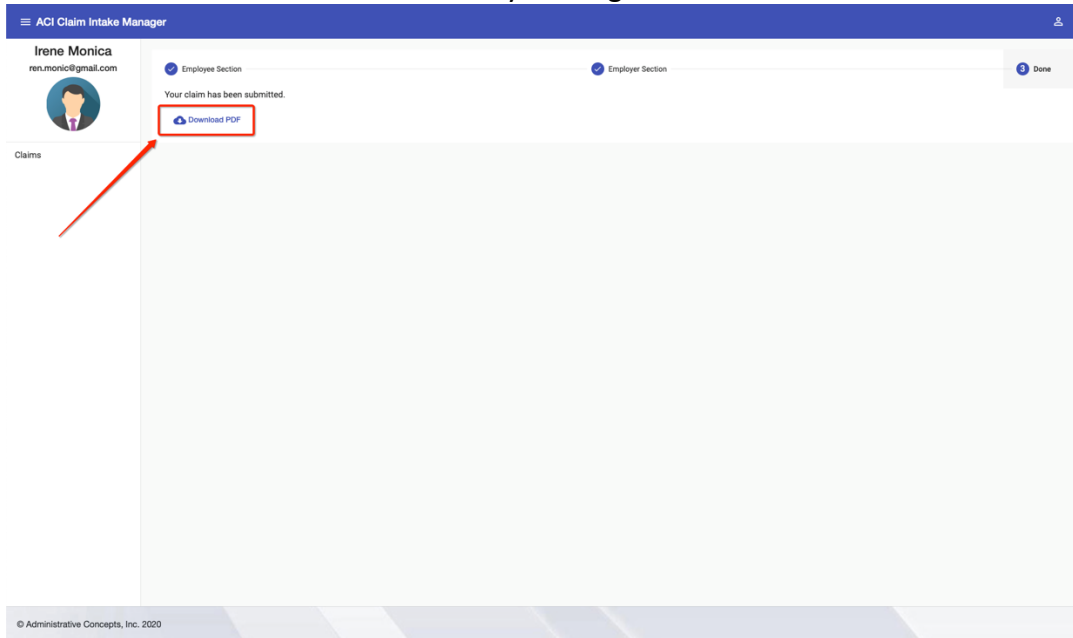 ACI Claim Intake Manager
Irene Monica
ren.monic@gmail.com
Employee Section
Employer Section
3 Done
Your claim has been submitted.
Download PDF
Claims
© Administrative Concepts, Inc. 2020